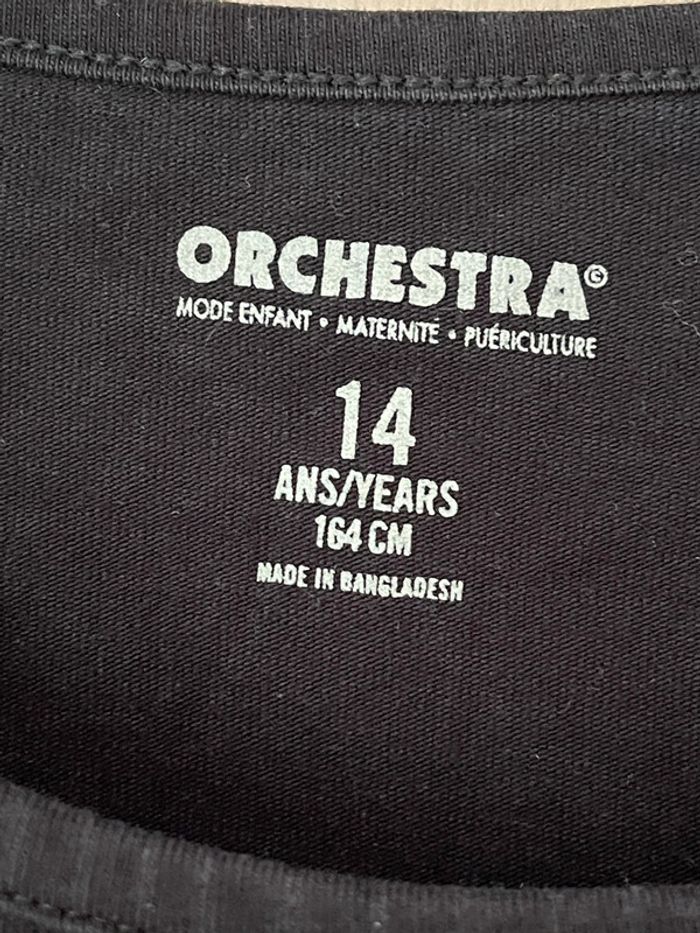 ORCHESTRA©
MODE ENFANT • MATERNITÉ • PUÉRICULTURE
14
ANS/YEARS
164 CM
MADE IN BANGLADESH